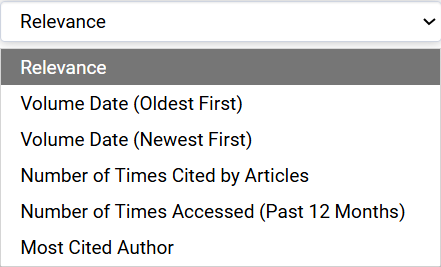 Relevance
Relevance
Volume Date (Oldest First)
Volume Date (Newest First)
Number of Times Cited by Articles
Number of Times Accessed (Past 12 Months)
Most Cited Author